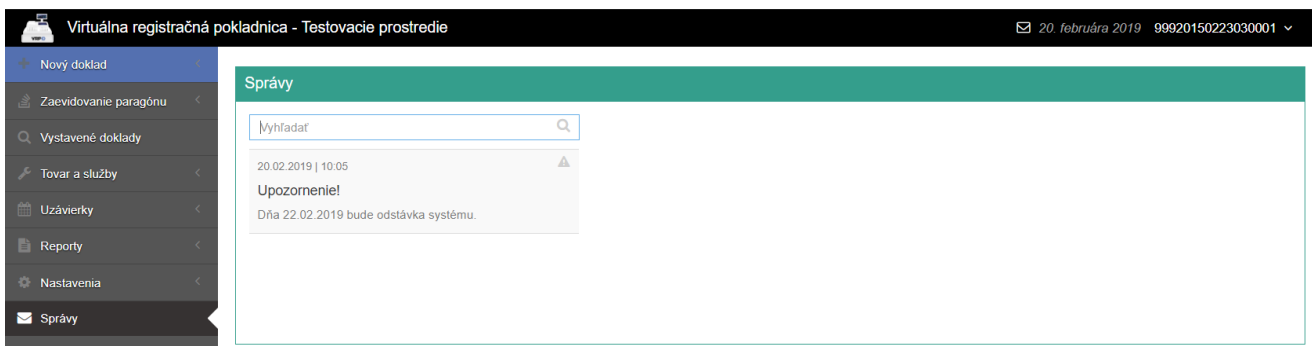 Virtuálna registračná pokladnica - Testovacie prostredie
20. februára 2019 99920150223030001
Nový doklad
Zaevidovanie paragónu
Vystavené doklady
Tovar a služby
Uzávierky
Reporty
Nastavenia
Správy
Správy
Vyhľadať
20.02.2019 | 10:05
Upozornenie!
Dňa 22.02.2019 bude odstávka systému.